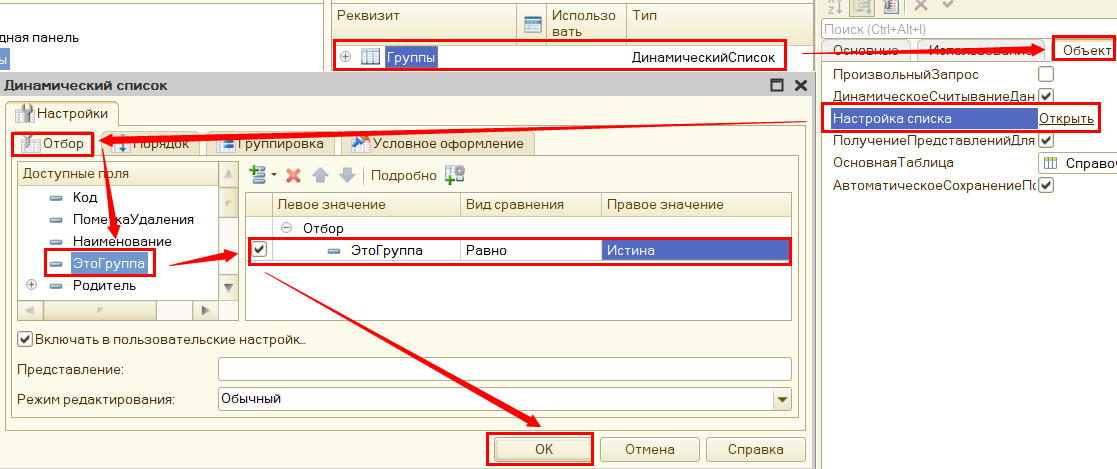 Реквизит
Использовать
Тип
дная панель
ы
Группы
ДинамическийСписок
Поиск (Ctrl+Alt+I)
Основные
Использование
Объект
ПроизвольныйЗапрос
ДинамическоеСчитываниеДан
Настройка списка
Открыть
ПолучениеПредставленийДля
ОсновнаяТаблица
Справоч
АвтоматическоеСохранениеПо
Динамический список
Настройки
Отбор
Порядок
Группировка
Условное оформление
Доступные поля
Код
ПометкаУдаления
Наименование
ЭтоГруппа
Родитель
Подробно
Левое значение
Вид сравнения
Правое значение
Отбор
ЭтоГруппа
Равно
Истина
Включать в пользовательские настройк...
Представление:
Режим редактирования:
Обычный
OK
Отмена
Справка